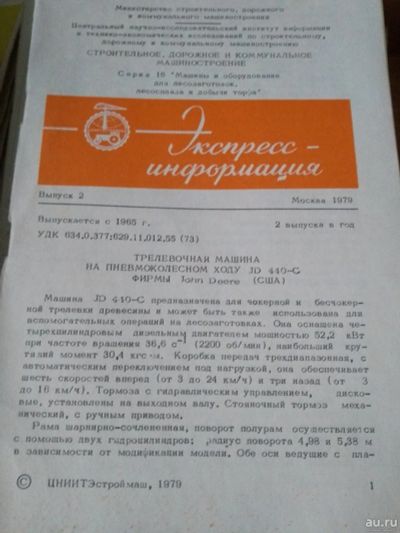 Министерство строительного, дорожного
и коммунального машиностроения
Центральный научно-исследовательский институт информации
и технико-экономических исследований по строительному,
дорожному и коммунальному машиностроению
СТРОИТЕЛЬНОЕ, ДОРОЖНОЕ И КОММУНАЛЬНОЕ
МАШИНОСТРОЕНИЕ
Серия 16 "Машины и оборудование
для лесозаготовок,
лесосплава и добычи торфа"
Экспресс -
информация
Выпуск 2 Москва 1979
Выпускается с 1965 г. 2 выпуска в год
УДК 634.0.377:629.11.012.55 (73)
ТРЕЛЕВОЧНАЯ МАШИНА
НА ПНЕВМОКОЛЕСНОМ ХОДУ JD 440-C
ФИРМЫ John Deere (США)
Машина JD 440-C предназначена для чокерной и бесчокер-
ной трелевки древесины и может быть также использована для
вспомогательных операций на лесозаготовках. Она оснащена че-
тырехцилиндровым дизельным двигателем мощностью 52,2 кВт
при частоте вращения 36,6 с⁻¹ (2200 об/мин), наибольший кру-
тящий момент 30,4 кгс·м. Коробка передач трехдиапазонная, с
автоматическим переключением под нагрузкой, она обеспечивает
шесть скоростей вперед (от 3 до 24 км/ч) и три назад (от 3
до 16 км/ч). Тормоза с гидравлическим управлением, диско-
вые, установлены на выходном валу. Стояночный тормоз меха-
нический, с ручным приводом.
Рама шарнирно-сочлененная, поворот полурам осуществляется
с помощью двух гидроцилиндров; радиус поворота 4,98 и 5,38 м
в зависимости от модификации модели. Обе оси ведущие с пла-
© ЦНИИТЭстроймаш, 1979 1
au.ru